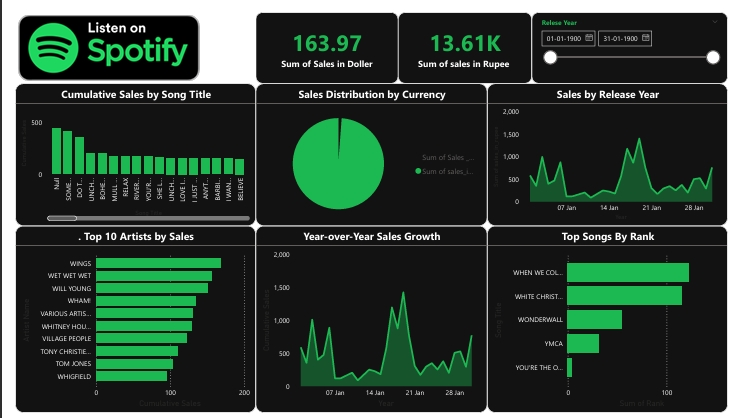 Listen on
Spotify
163.97
Sum of Sales in Doller
13.61K
Sum of sales in Rupee
Relese Year
01-01-1900
31-01-1900
Cumulative Sales by Song Title
500
0
Null
SOME...
DO T...
UNCH...
BOHE...
MULL ...
RELAX
RIVER...
YOU'R...
SHE L...
UNCH...
LOVE I...
I JUST ...
ANYT...
BARBI...
I WAN...
BELIEVE
Song Title
Sales Distribution by Currency
Sum of Sales _...
Sum of sales_i...
Sales by Release Year
2,000
1,500
1,000
500
0
07 Jan
14 Jan
21 Jan
28 Jan
. Top 10 Artists by Sales
Artist Name
WINGS
WET WET WET
WILL YOUNG
WHAM!
VARIOUS ARTIS...
WHITNEY HOU...
VILLAGE PEOPLE
TONY CHRISTIE...
TOM JONES
WHIGFIELD
0
100
200
Cumulative Sales
Year-over-Year Sales Growth
Cumulative Sales
2,000
1,500
1,000
500
0
07 Jan
14 Jan
21 Jan
28 Jan
Year
Top Songs By Rank
Song Title
WHEN WE COL...
WHITE CHRIST...
WONDERWALL
YMCA
YOU'RE THE O...
0
100
Sum of Rank